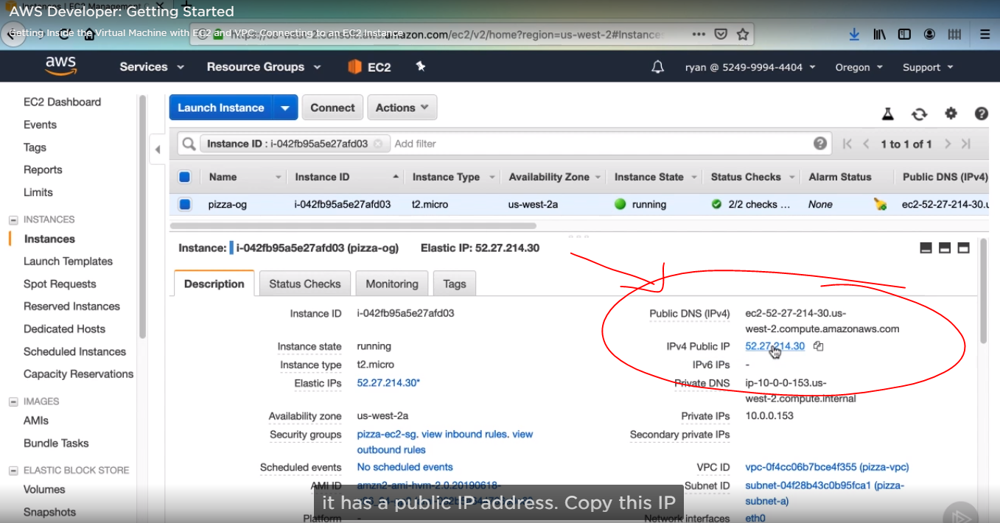 AWS Developer: Getting Started
Getting Inside the Virtual Machine with EC2 and VPC: Connecting to an EC2 Instance
amazon.com/ec2/v2/home?region=us-west-2#Instance
aws
Services
Resource Groups
EC2
ryan @ 5249-9994-4404
Oregon
Support
EC2 Dashboard
Events
Tags
Reports
Limits
INSTANCES
Instances
Launch Templates
Spot Requests
Reserved Instances
Dedicated Hosts
Scheduled Instances
Capacity Reservations
IMAGES
AMIs
Bundle Tasks
ELASTIC BLOCK STORE
Volumes
Snapshots
Launch Instance
Connect
Actions
Instance ID : i-042fb95a5e27afd03 Add filter
1 to 1 of 1
Name Instance ID Instance Type Availability Zone Instance State Status Checks Alarm Status Public DNS (IPv4)
pizza-og i-042fb95a5e27afd03 t2.micro us-west-2a running 2/2 checks ... None ec2-52-27-214-30.u
Instance: i-042fb95a5e27afd03 (pizza-og) Elastic IP: 52.27.214.30
Description Status Checks Monitoring Tags
Instance ID i-042fb95a5e27afd03
Instance state running
Instance type t2.micro
Elastic IPs 52.27.214.30*
Availability zone us-west-2a
Security groups pizza-ec2-sg. view inbound rules. view
outbound rules
Scheduled events No scheduled events
AMI ID amzn2-ami-hvm-2.0.20190618-
Platform -
Public DNS (IPv4) ec2-52-27-214-30.us-
west-2.compute.amazonaws.com
IPv4 Public IP 52.27.214.30
IPv6 IPs -
Private DNS ip-10-0-0-153.us-
west-2.compute.internal
Private IPs 10.0.0.153
Secondary private IPs
VPC ID vpc-0f4cc06b7bce4f355 (pizza-vpc)
Subnet ID subnet-04f28b43c0b95fca1 (pizza-
subnet-a)
Network interfaces eth0
it has a public IP address. Copy this IP